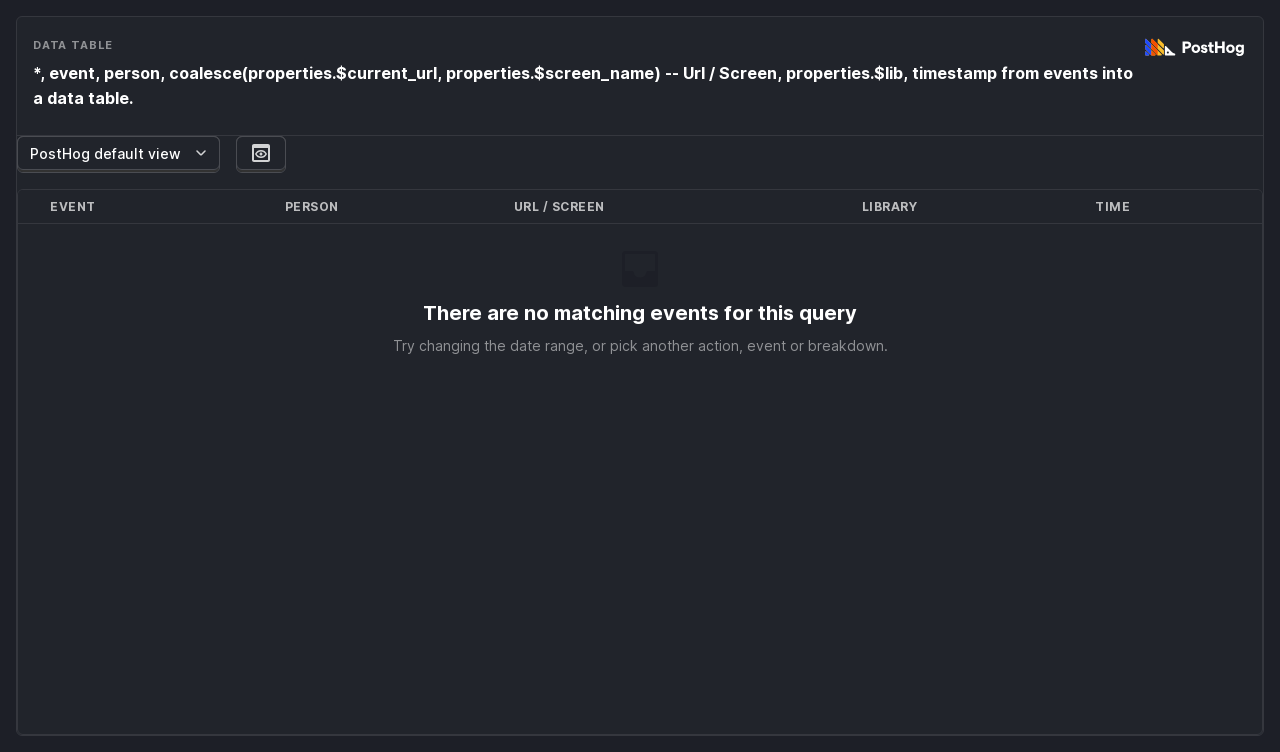 DATA TABLE
PostHog
*, event, person, coalesce(properties.$current_url, properties.$screen_name) -- Url / Screen, properties.$lib, timestamp from events into
a data table.
PostHog default view
EVENT PERSON URL / SCREEN LIBRARY TIME
There are no matching events for this query
Try changing the date range, or pick another action, event or breakdown.